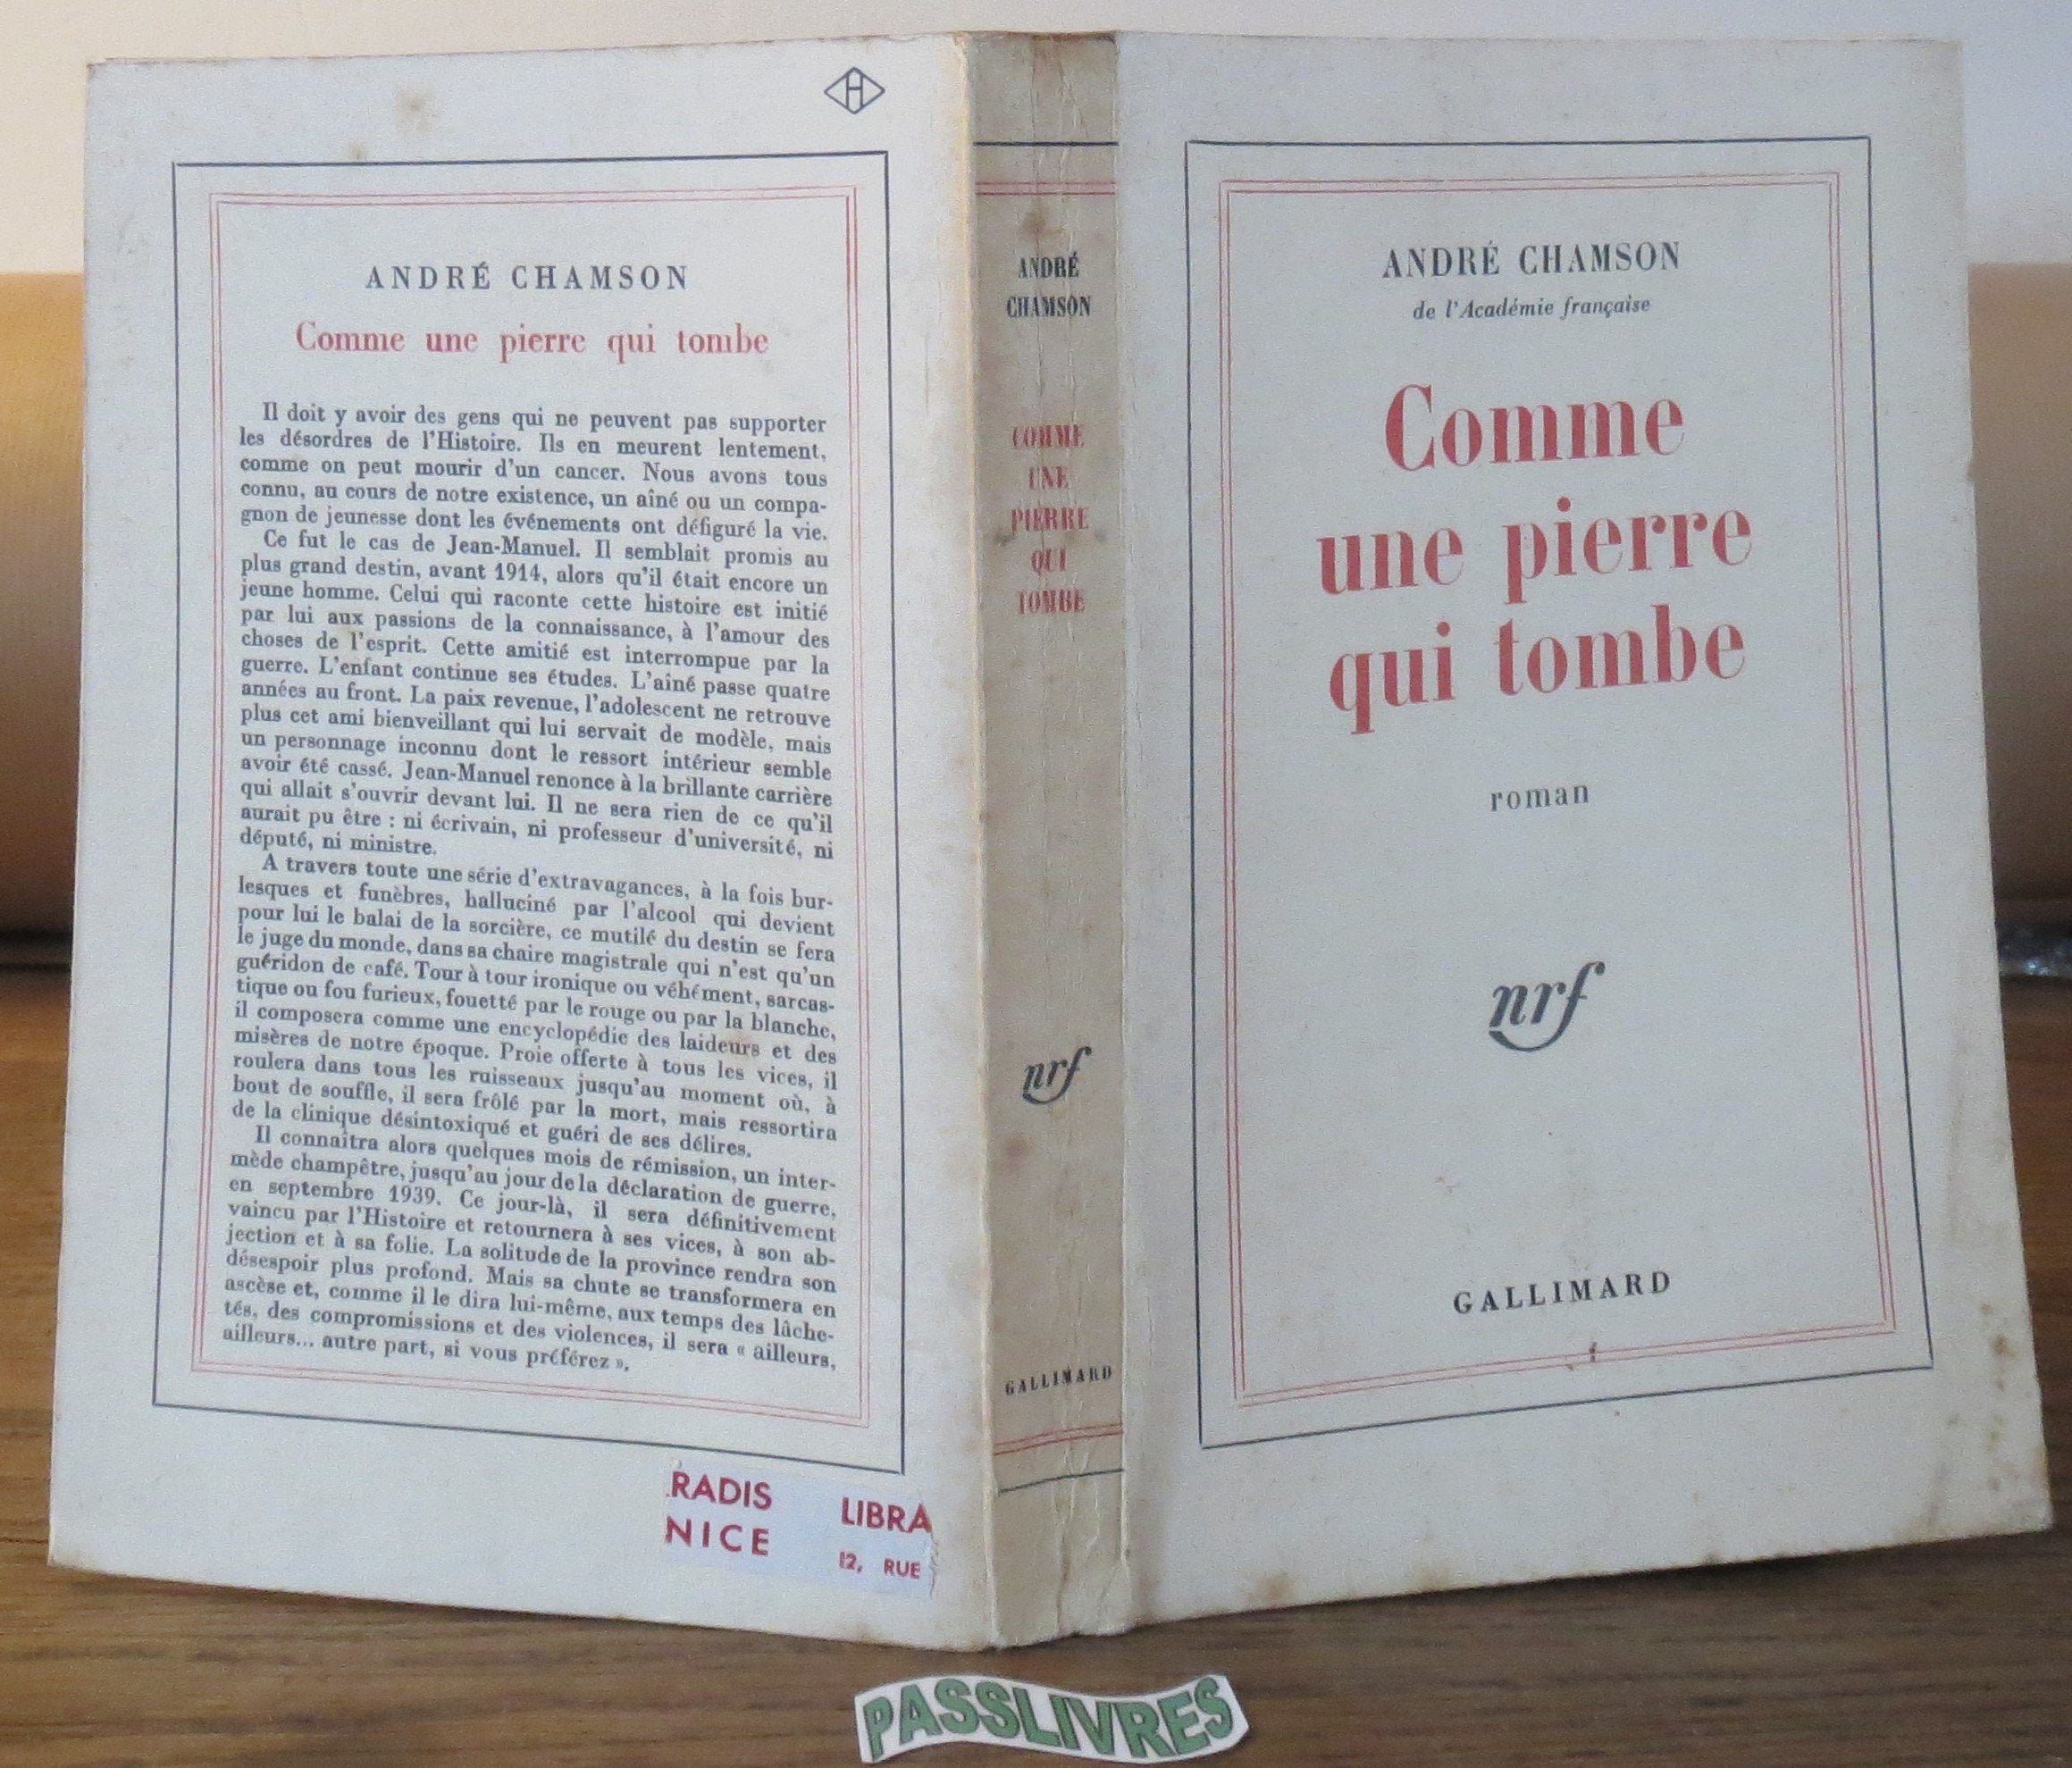 H
ANDRÉ CHAMSON
Comme une pierre qui tombe
Il doit y avoir des gens qui ne peuvent pas supporter
les désordres de l'Histoire. Ils en meurent lentement,
comme on peut mourir d'un cancer. Nous avons tous
connu, au cours de notre existence, un aîné ou un compa-
gnon de jeunesse dont les événements ont défiguré la vie.
Ce fut le cas de Jean-Manuel. Il semblait promis au
plus grand destin, avant 1914, alors qu'il était encore un
jeune homme. Celui qui raconte cette histoire est initié
par lui aux passions de la connaissance, à l'amour des
choses de l'esprit. Cette amitié est interrompue par la
guerre. L'enfant continue ses études. L'aîné passe quatre
années au front. La paix revenue, l'adolescent ne retrouve
plus cet ami bienveillant qui lui servait de modèle, mais
un personnage inconnu dont le ressort intérieur semble
avoir été cassé. Jean-Manuel renonce à la brillante carrière
qui allait s'ouvrir devant lui. Il ne sera rien de ce qu'il
aurait pu être : ni écrivain, ni professeur d'université, ni
député, ni ministre.
A travers toute une série d'extravagances, à la fois bur-
lesques et funèbres, halluciné par l'alcool qui devient
pour lui le balai de la sorcière, ce mutilé du destin se fera
le juge du monde, dans sa chaire magistrale qui n'est qu'un
guéridon de café. Tour à tour ironique ou véhément, sarcas-
tique ou fou furieux, fouetté par le rouge ou par la blanche,
il composera comme une encyclopédie des laideurs et des
misères de notre époque. Proie offerte à tous les vices, il
roulera dans tous les ruisseaux jusqu'au moment où, à
bout de souffle, il sera frôlé par la mort, mais ressortira
de la clinique désintoxiqué et guéri de ses délires.
Il connaîtra alors quelques mois de rémission, un inter-
mède champêtre, jusqu'au jour de la déclaration de guerre,
en septembre 1939. Ce jour-là, il sera définitivement
vaincu par l'Histoire et retournera à ses vices, à son ab-
jection et à sa folie. La solitude de la province rendra son
désespoir plus profond. Mais sa chute se transformera en
ascèse et, comme il le dira lui-même, aux temps des lâche-
tés, des compromissions et des violences, il sera « ailleurs,
ailleurs... autre part, si vous préférez ».
RADIS LIBRA
NICE 12, RUE
ANDRÉ
CHAMSON
COMME
UNE
PIERRE
QUI
TOMBE
nrf
GALLIMARD
ANDRÉ CHAMSON
de l'Académie française
Comme
une pierre
qui tombe
roman
nrf
GALLIMARD
PASSLIVRES